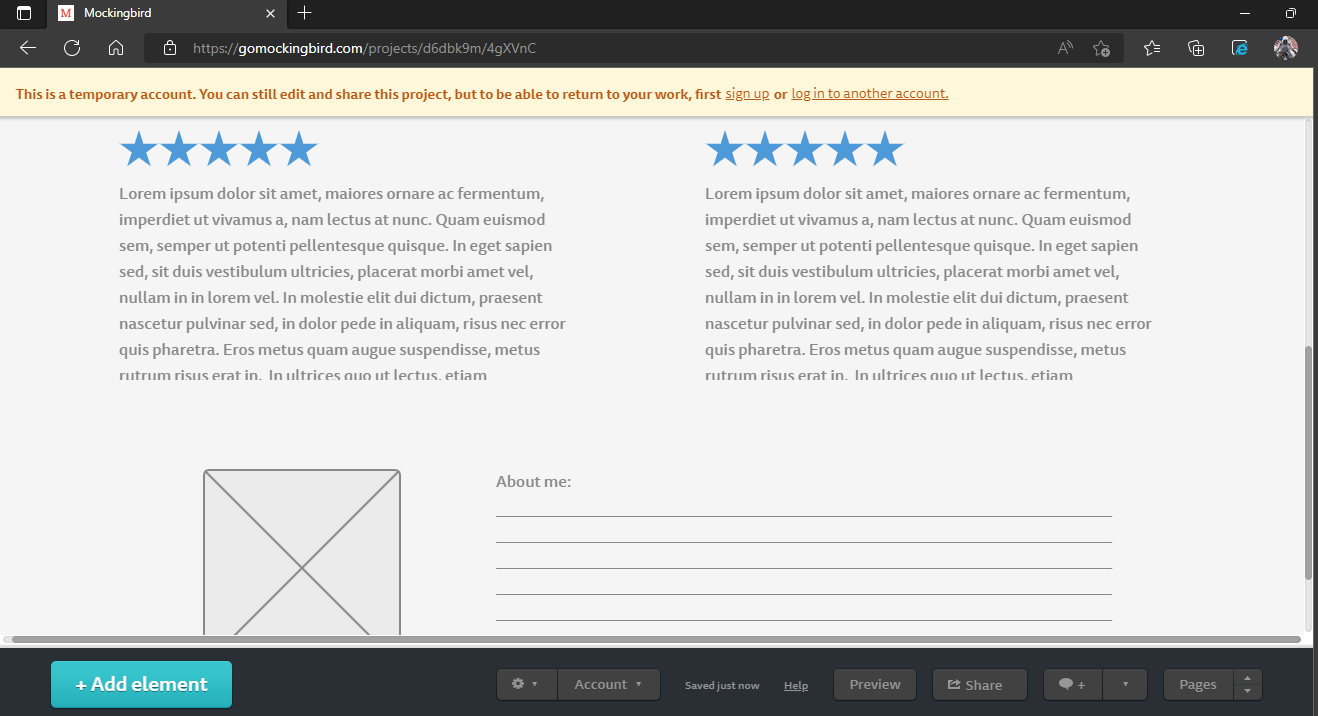 Mockingbird
https://gomockingbird.com/projects/d6dbk9m/4gXVnC
This is a temporary account. You can still edit and share this project, but to be able to return to your work, first sign up or log in to another account.
Lorem ipsum dolor sit amet, maiores ornare ac fermentum,
imperdiet ut vivamus a, nam lectus at nunc. Quam euismod
sem, semper ut potenti pellentesque quisque. In eget sapien
sed, sit duis vestibulum ultricies, placerat morbi amet vel,
nullam in in lorem vel. In molestie elit dui dictum, praesent
nascetur pulvinar sed, in dolor pede in aliquam, risus nec error
quis pharetra. Eros metus quam augue suspendisse, metus
rutrum risus erat in. In ultrices quo ut lectus, etiam
Lorem ipsum dolor sit amet, maiores ornare ac fermentum,
imperdiet ut vivamus a, nam lectus at nunc. Quam euismod
sem, semper ut potenti pellentesque quisque. In eget sapien
sed, sit duis vestibulum ultricies, placerat morbi amet vel,
nullam in in lorem vel. In molestie elit dui dictum, praesent
nascetur pulvinar sed, in dolor pede in aliquam, risus nec error
quis pharetra. Eros metus quam augue suspendisse, metus
rutrum risus erat in. In ultrices quo ut lectus, etiam
About me:
+ Add element
Account
Saved just now
Help
Preview
Share
+
Pages